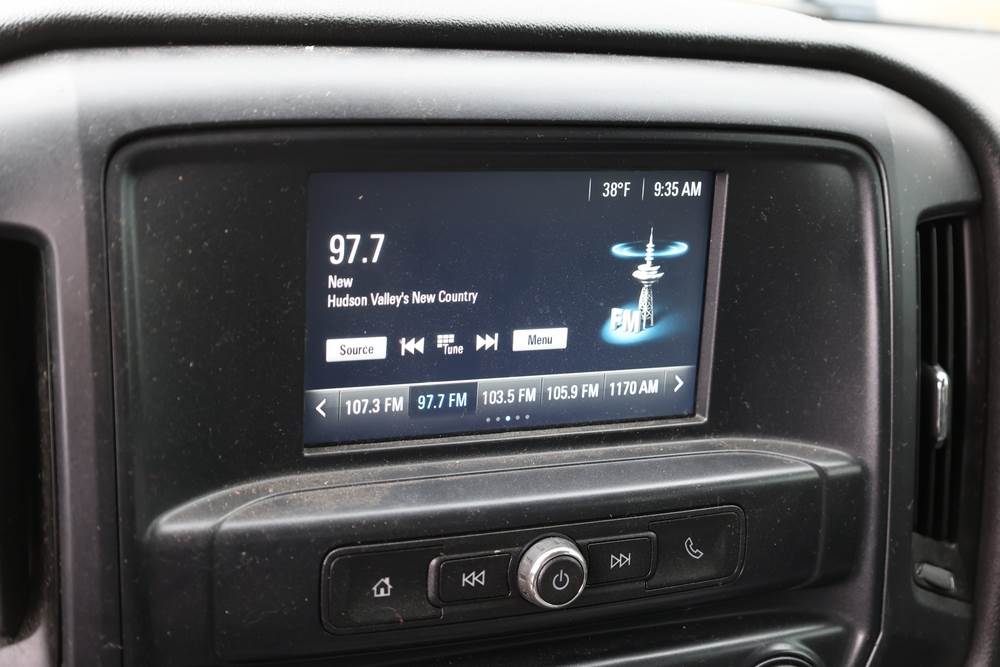 38°F 9:35 AM
97.7
New
Hudson Valley's New Country
FM
Source Tune Menu
107.3 FM 97.7 FM 103.5 FM 105.9 FM 1170 AM